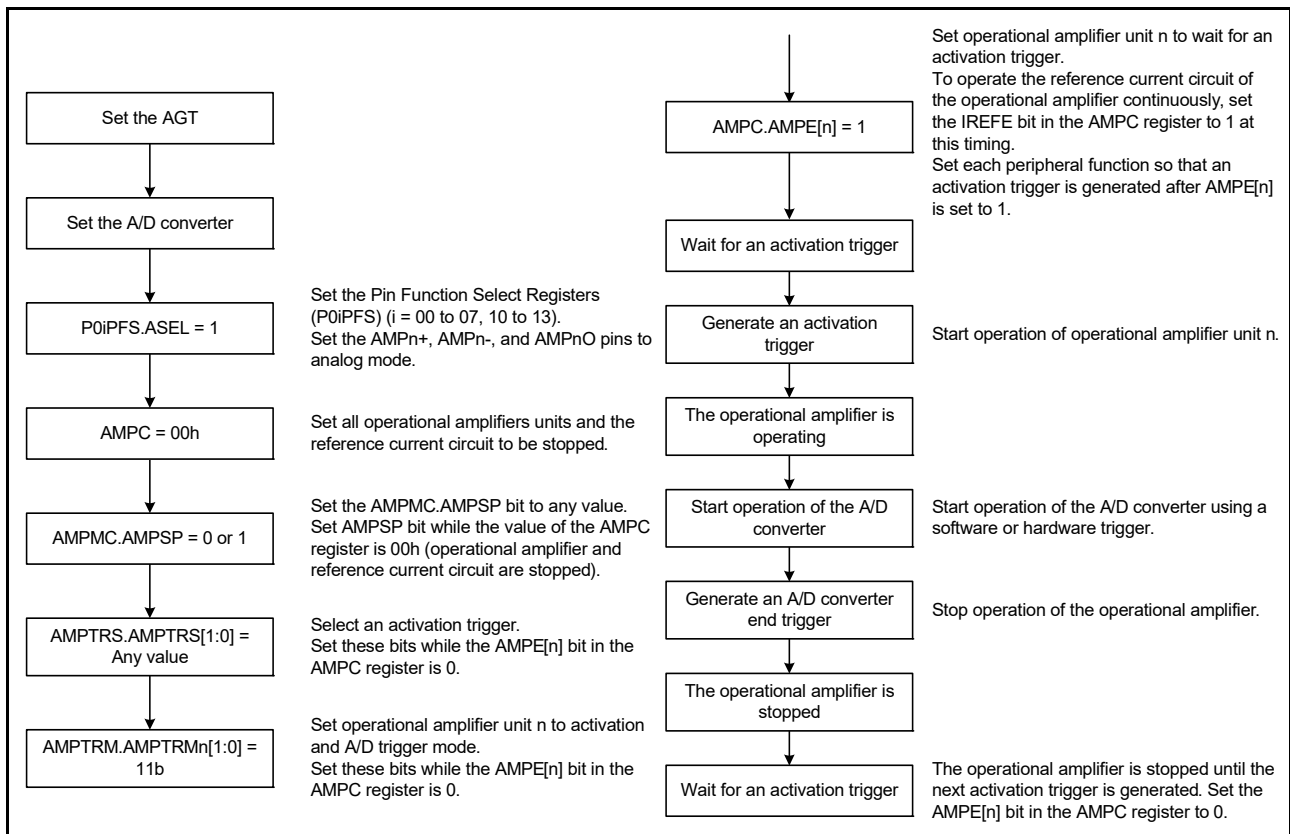 Set the AGT
Set the A/D converter
P0iPFS.ASEL = 1
Set the Pin Function Select Registers
(P0iPFS) (i = 00 to 07, 10 to 13).
Set the AMPn+, AMPn-, and AMPnO pins to
analog mode.
AMPC = 00h
Set all operational amplifiers units and the
reference current circuit to be stopped.
AMPMC.AMPSP = 0 or 1
Set the AMPMC.AMPSP bit to any value.
Set AMPSP bit while the value of the AMPC
register is 00h (operational amplifier and
reference current circuit are stopped).
AMPTRS.AMPTRS[1:0] =
Any value
Select an activation trigger.
Set these bits while the AMPE[n] bit in the
AMPC register is 0.
AMPTRM.AMPTRMn[1:0] =
11b
Set operational amplifier unit n to activation
and A/D trigger mode.
Set these bits while the AMPE[n] bit in the
AMPC register is 0.
AMPC.AMPE[n] = 1
Set operational amplifier unit n to wait for an
activation trigger.
To operate the reference current circuit of
the operational amplifier continuously, set
the IREFE bit in the AMPC register to 1 at
this timing.
Set each peripheral function so that an
activation trigger is generated after AMPE[n]
is set to 1.
Wait for an activation trigger
Generate an activation
trigger
Start operation of operational amplifier unit n.
The operational amplifier is
operating
Start operation of the A/D
converter
Start operation of the A/D converter using a
software or hardware trigger.
Generate an A/D converter
end trigger
Stop operation of the operational amplifier.
The operational amplifier is
stopped
Wait for an activation trigger
The operational amplifier is stopped until the
next activation trigger is generated. Set the
AMPE[n] bit in the AMPC register to 0.